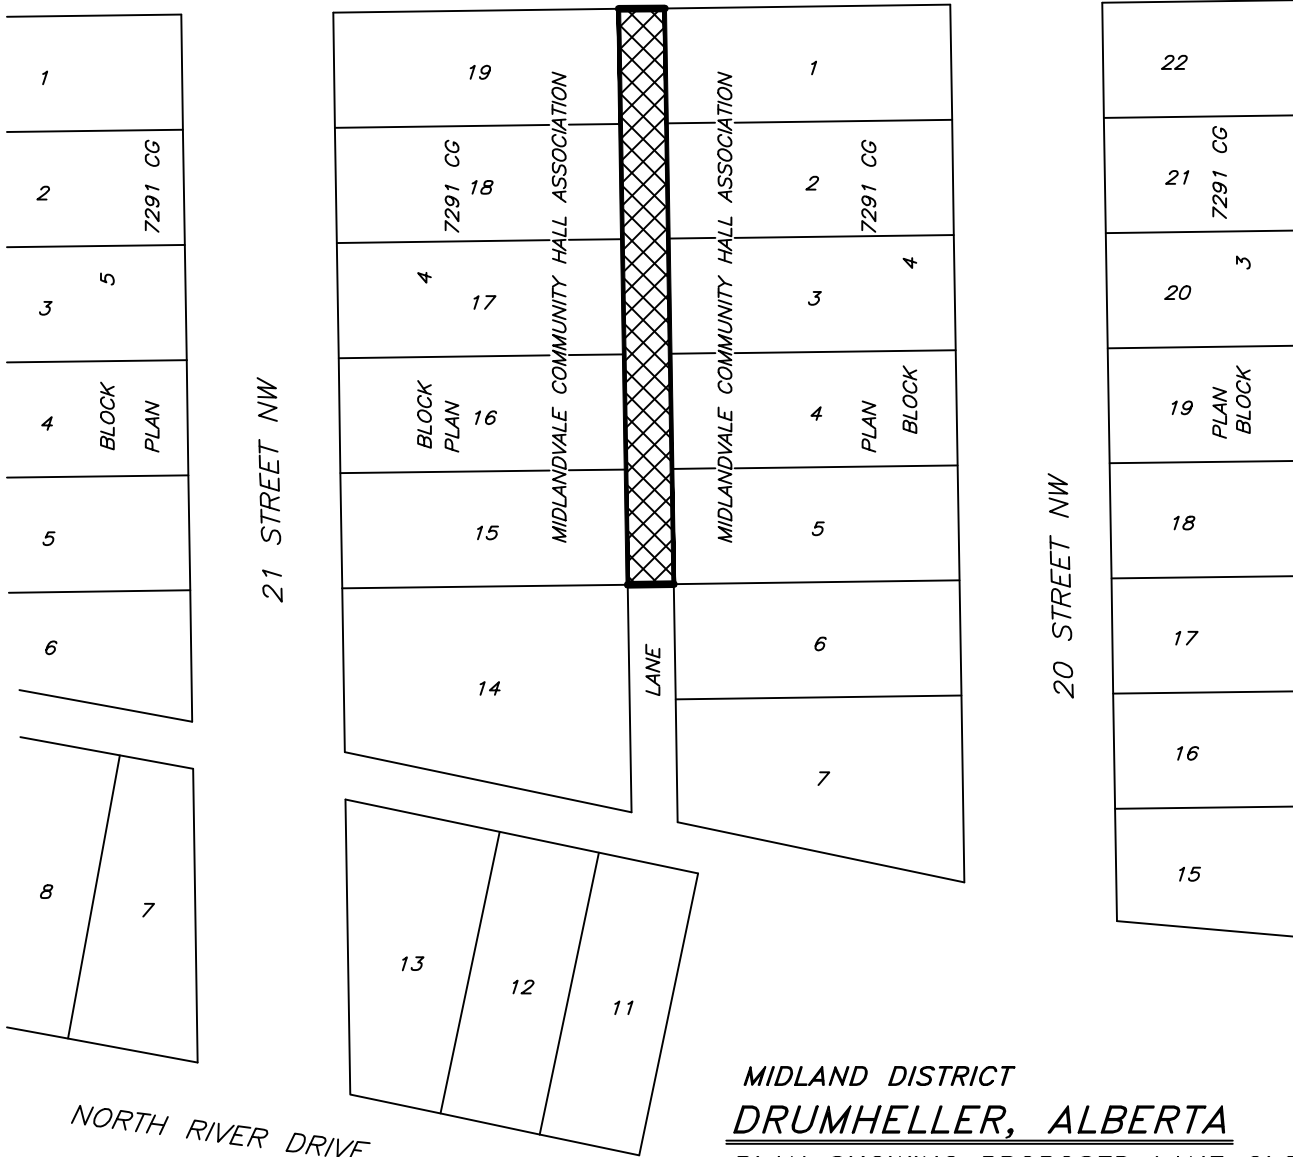 1
2
3
4
5
6
7291 CG
5
BLOCK
PLAN
8
7
21 STREET NW
19
18
17
16
15
14
7291 CG
4
BLOCK
PLAN
MIDLANDVALE COMMUNITY HALL ASSOCIATION
MIDLANDVALE COMMUNITY HALL ASSOCIATION
LANE
1
2
3
4
5
6
7
7291 CG
4
PLAN
BLOCK
20 STREET NW
22
21
20
19
18
17
16
15
7291 CG
3
PLAN
BLOCK
13
12
11
NORTH RIVER DRIVE
MIDLAND DISTRICT
DRUMHELLER, ALBERTA